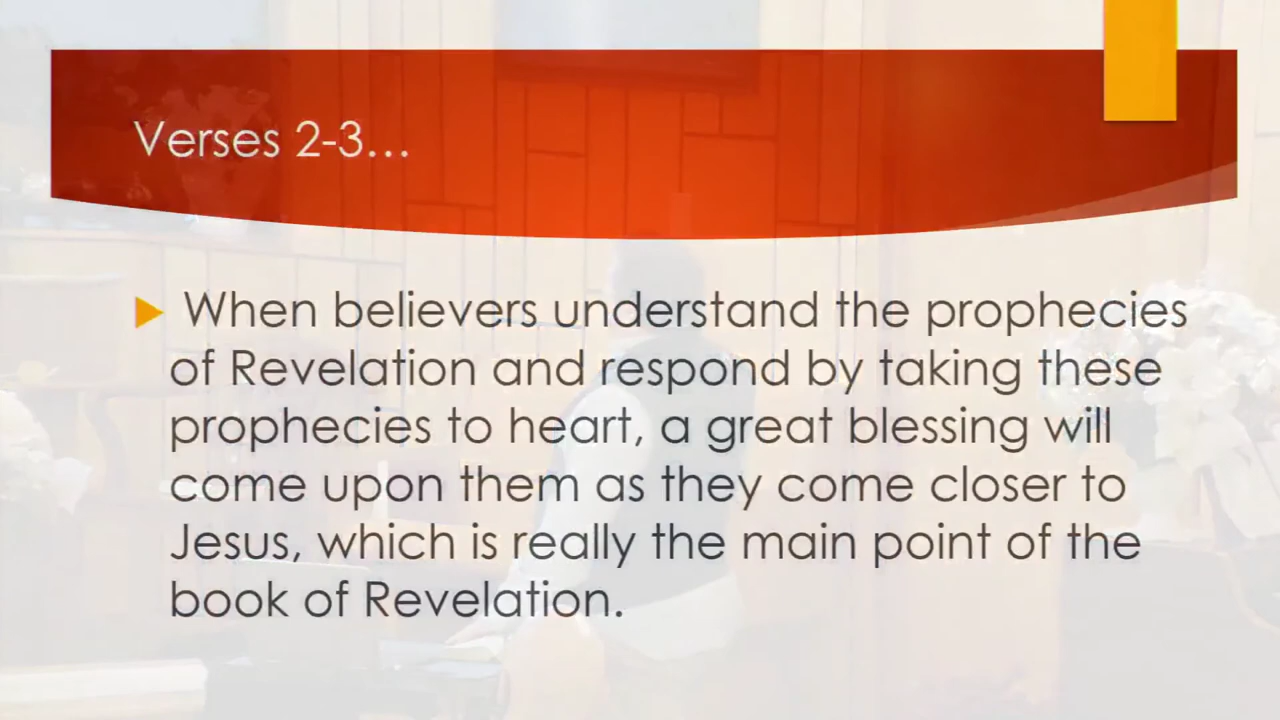 Verses 2-3...
When believers understand the prophecies
of Revelation and respond by taking these
prophecies to heart, a great blessing will
come upon them as they come closer to
Jesus, which is really the main point of the
book of Revelation.